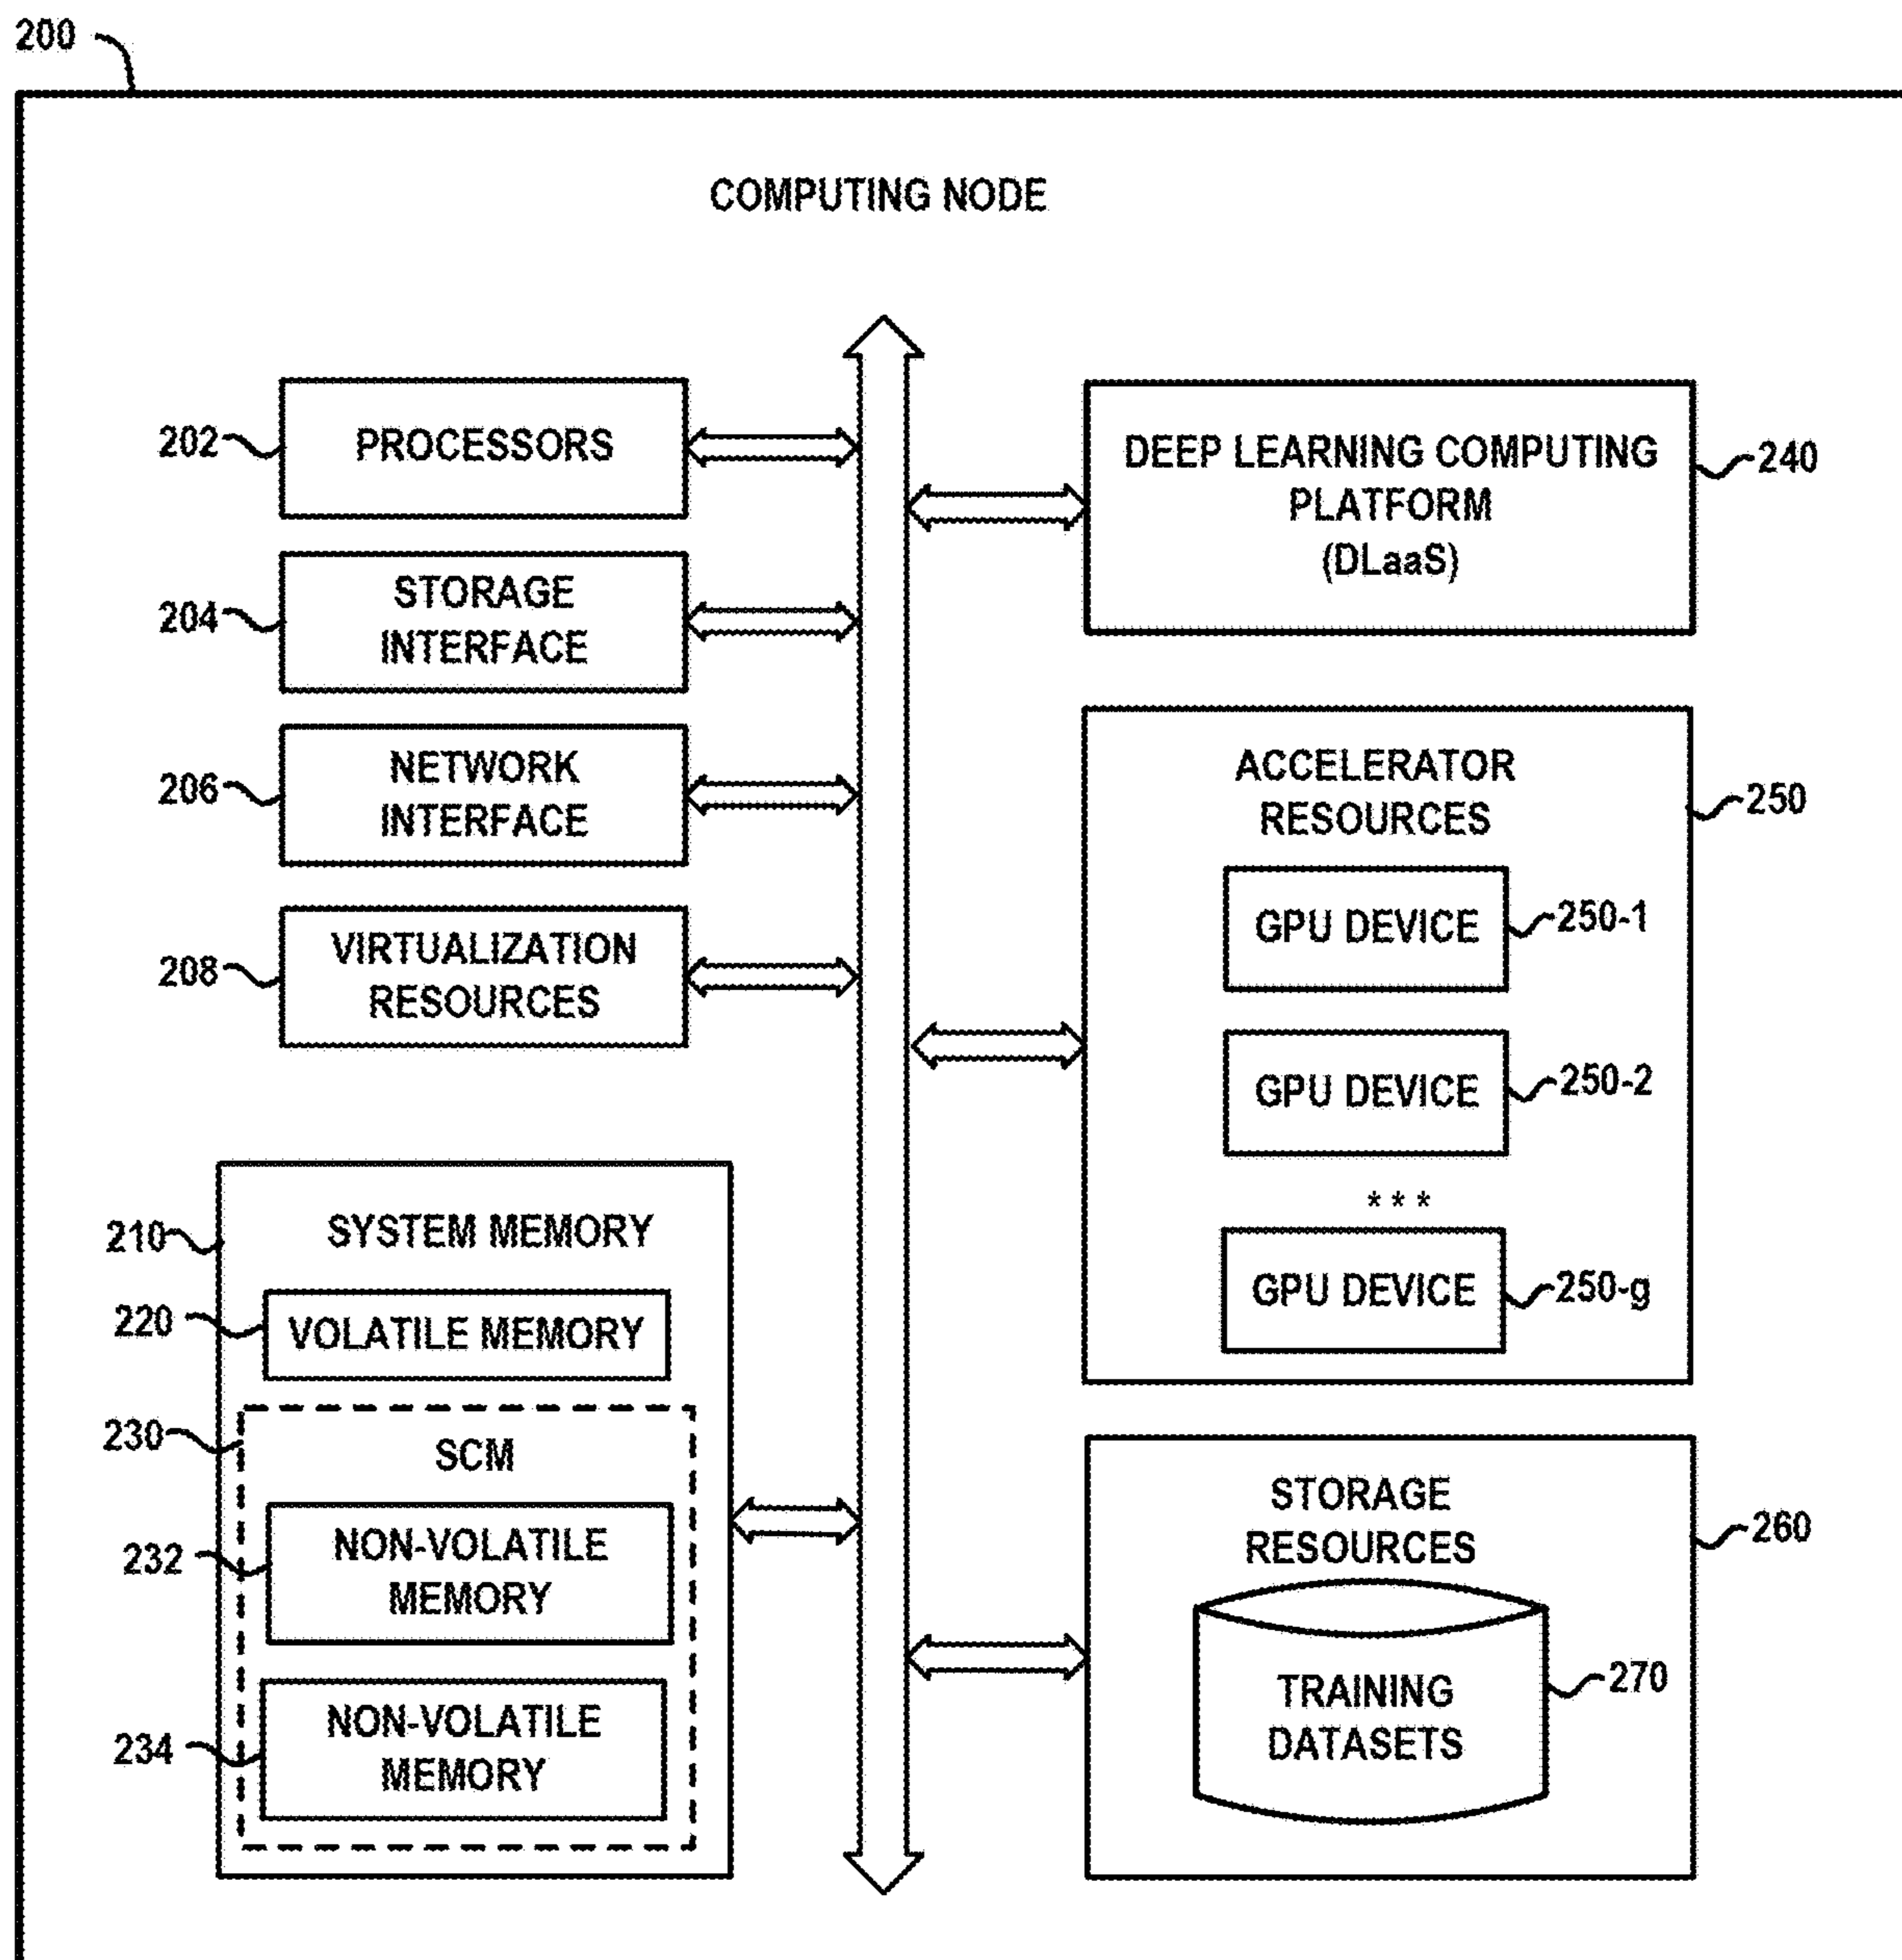 200
COMPUTING NODE
202
PROCESSORS
204
STORAGE
INTERFACE
206
NETWORK
INTERFACE
208
VIRTUALIZATION
RESOURCES
210
SYSTEM MEMORY
220
VOLATILE MEMORY
230
SCM
232
NON-VOLATILE
MEMORY
234
NON-VOLATILE
MEMORY
DEEP LEARNING COMPUTING
PLATFORM
(DLaaS)
240
ACCELERATOR
RESOURCES
250
GPU DEVICE
250-1
GPU DEVICE
250-2
* * *
GPU DEVICE
250-g
STORAGE
RESOURCES
260
TRAINING
DATASETS
270